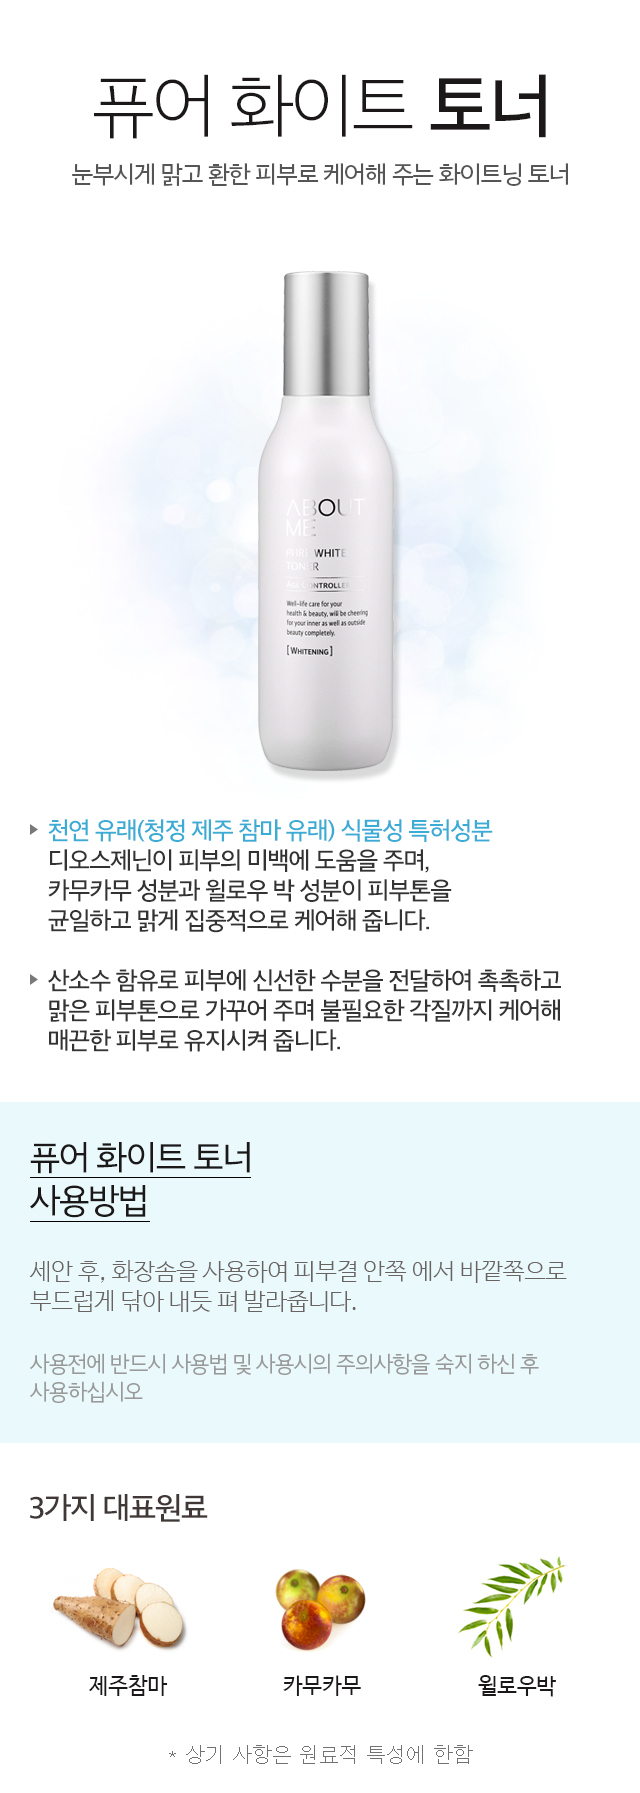 퓨어 화이트 토너
눈부시게 맑고 환한 피부로 케어해 주는 화이트닝 토너
ABOUT
ME
PURE WHITE
TONER
ALL CONTROLLER
Well-life care for your
health & beauty, will be cheering
for your inner as well as outside
beauty completely.
[WHITENING]
천연 유래(청정 제주 참마 유래) 식물성 특허성분
디오스제닌이 피부의 미백에 도움을 주며,
카무카무 성분과 윌로우 박 성분이 피부톤을
균일하고 맑게 집중적으로 케어해 줍니다.
산소수 함유로 피부에 신선한 수분을 전달하여 촉촉하고
맑은 피부톤으로 가꾸어 주며 불필요한 각질까지 케어해
매끈한 피부로 유지시켜 줍니다.
퓨어 화이트 토너
사용방법
세안 후, 화장솜을 사용하여 피부결 안쪽 에서 바깥쪽으로
부드럽게 닦아 내듯 펴 발라줍니다.
사용전에 반드시 사용법 및 사용시의 주의사항을 숙지 하신 후
사용하십시오
3가지 대표원료
제주참마 카무카무 윌로우박
* 상기 사항은 원료적 특성에 한함